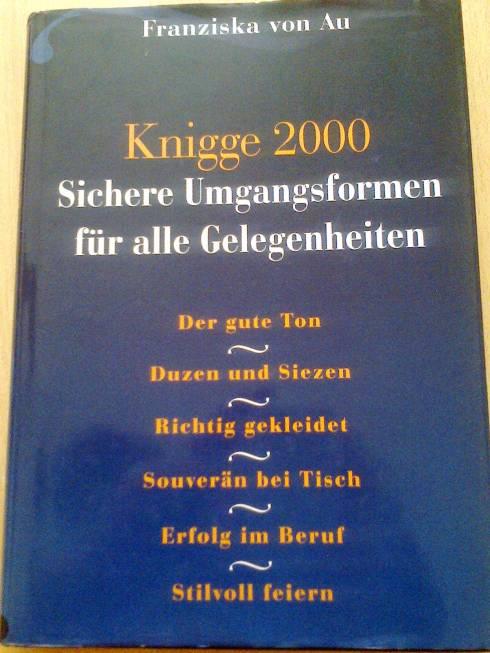 Franziska von Au
Knigge 2000
Sichere Umgangsformen
für alle Gelegenheiten
Der gute Ton
~
Duzen und Siezen
~
Richtig gekleidet
~
Souverän bei Tisch
~
Erfolg im Beruf
~
Stilvoll feiern